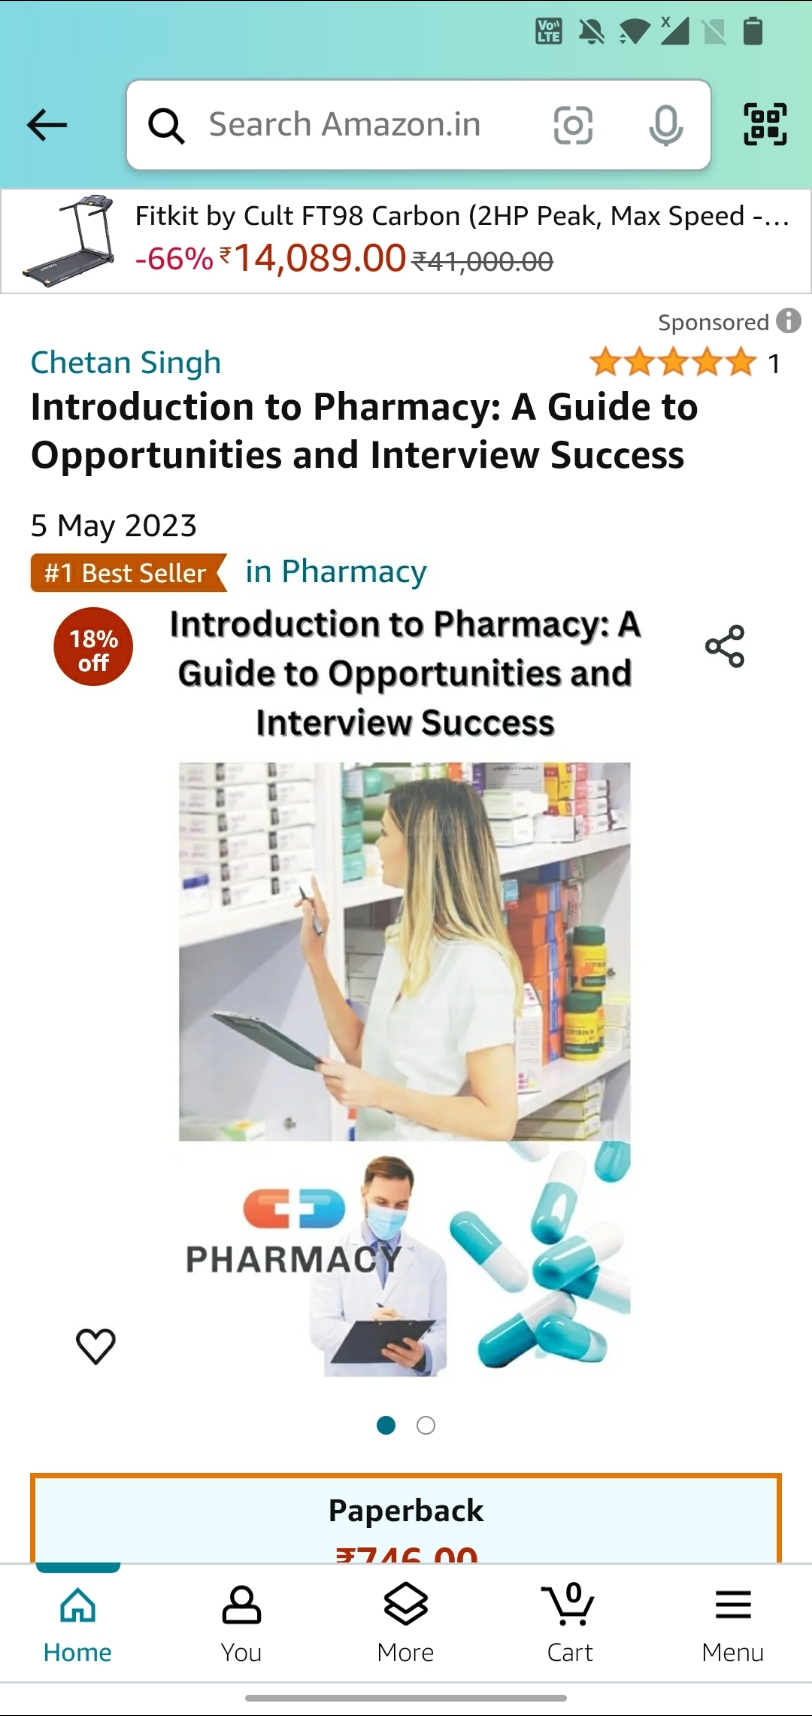 Vo LTE
x
Search Amazon.in
Fitkit by Cult FT98 Carbon (2HP Peak, Max Speed -...
-66% ₹14,089.00 ₹41,000.00
Sponsored
Chetan Singh
1
Introduction to Pharmacy: A Guide to
Opportunities and Interview Success
5 May 2023
#1 Best Seller in Pharmacy
18%
off
Introduction to Pharmacy: A
Guide to Opportunities and
Interview Success
PHARMACY
Paperback
₹746.00
0
Home You More Cart Menu